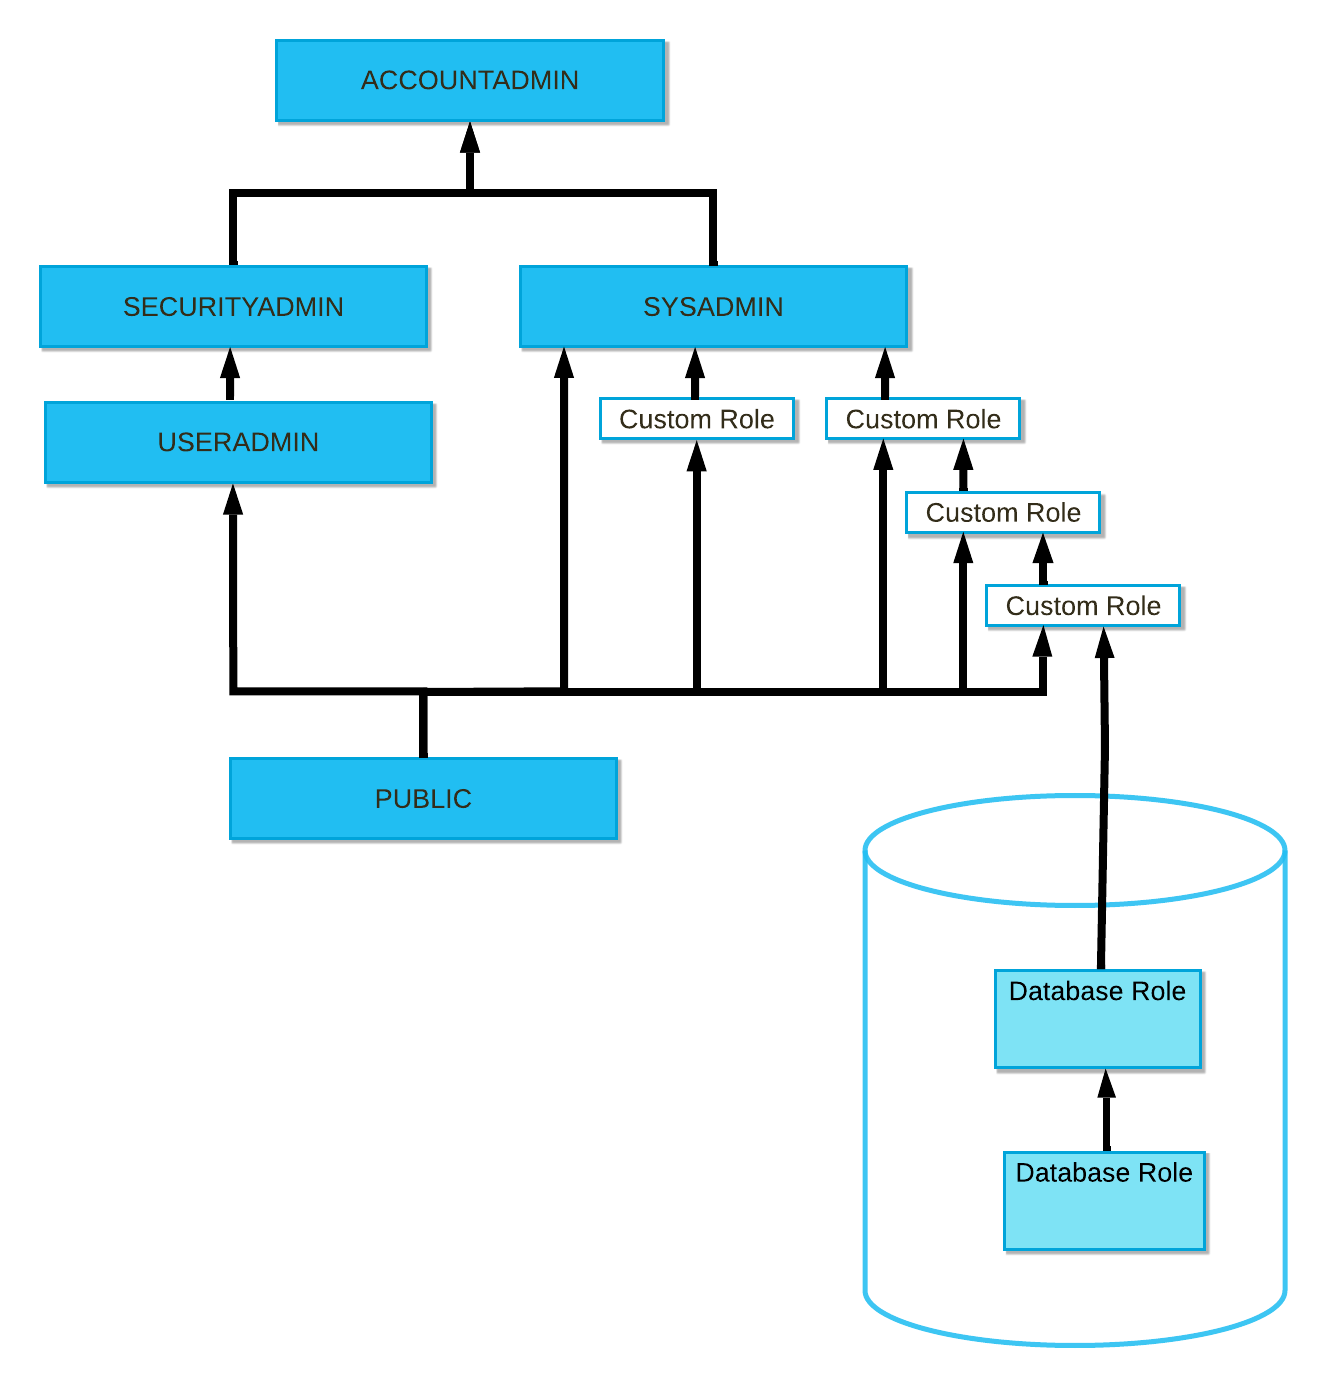 ACCOUNTADMIN
SECURITYADMIN
SYSADMIN
USERADMIN
Custom Role
Custom Role
Custom Role
Custom Role
PUBLIC
Database Role
Database Role